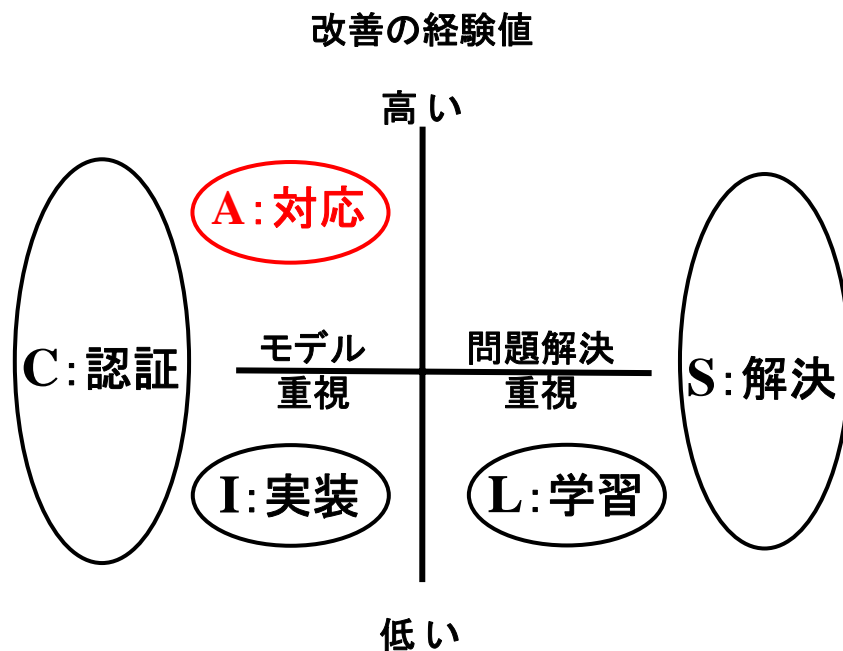 改善の経験値
高い
A：対応
モデル
重視
問題解決
重視
C：認証
S：解決
I：実装
L：学習
低い